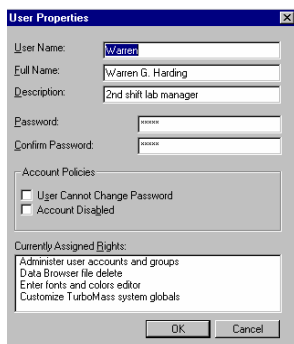 User Properties
User Name: Warren
Full Name: Warren G. Harding
Description: 2nd shift lab manager
Password: xxxxx
Confirm Password: xxxxx
Account Policies
User Cannot Change Password
Account Disabled
Currently Assigned Rights:
Administer user accounts and groups
Data Browser file delete
Enter fonts and colors editor
Customize TurboMass system globals
OK Cancel